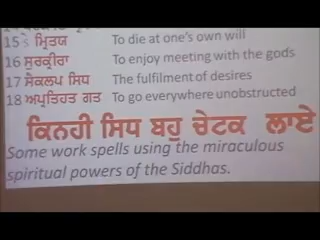 15 ਸ੍ਵੈ ਮ੍ਰਿਤਯ To die at one's own will
16 ਸੁਰਕ੍ਰੀਰਾ To enjoy meeting with the gods
17 ਸੰਕਲਪ ਸਿਧ The fulfilment of desires
18 ਅਪ੍ਰਤਿਹਤ ਗਤ To go everywhere unobstructed
ਕਿਨਹੀ ਸਿਧ ਬਹੁ ਚੇਟਕ ਲਾਏ
Some work spells using the miraculous
spiritual powers of the Siddhas.